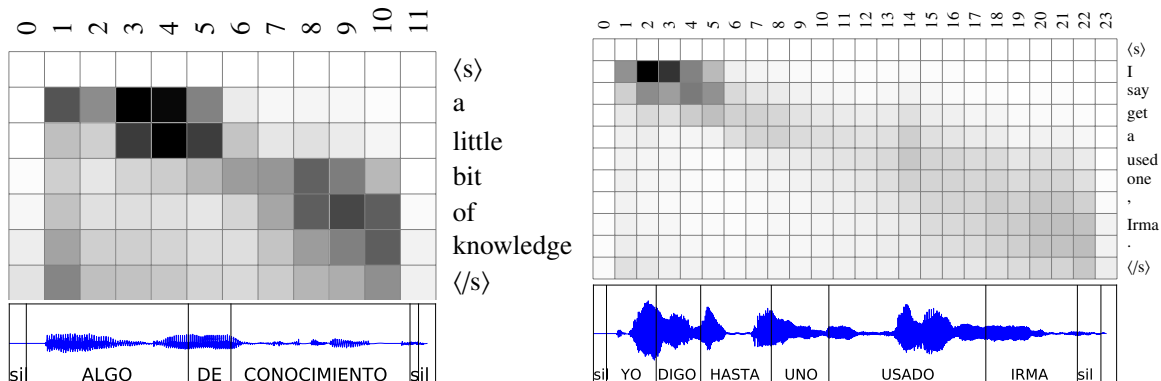 0 1 2 3 4 5 6 7 8 9 10 11
⟨s⟩
a
little
bit
of
knowledge
⟨/s⟩
sil ALGO DE CONOCIMIENTO sil
0 1 2 3 4 5 6 7 8 9 10 11 12 13 14 15 16 17 18 19 20 21 22 23
⟨s⟩
I
say
get
a
used
one
,
Irma
.
⟨/s⟩
sil YO DIGO HASTA UNO USADO IRMA sil